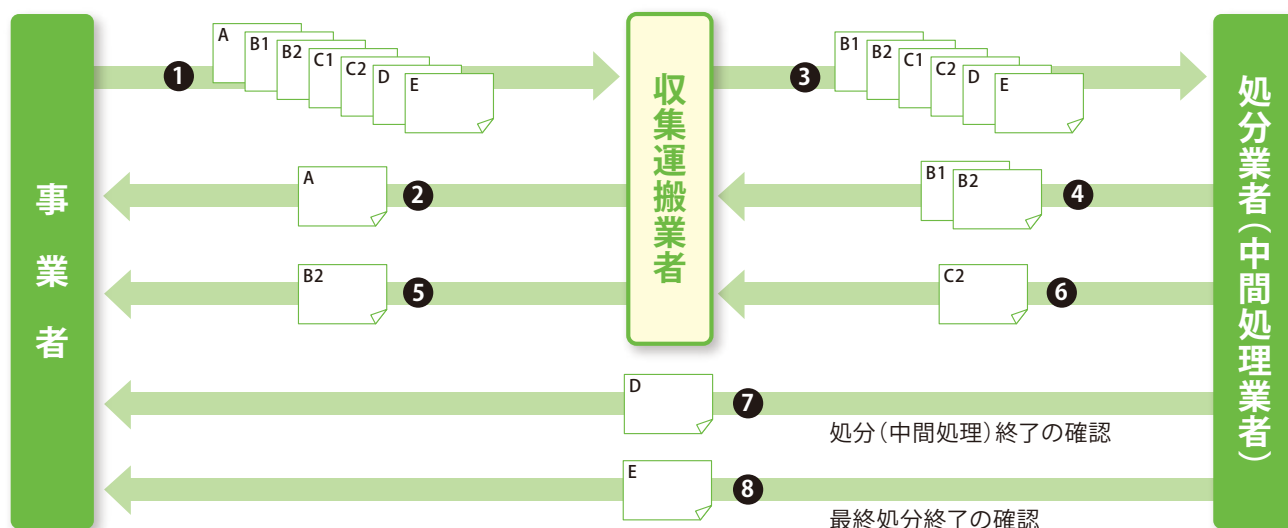 事業者
❶
A
B1
B2
C1
C2
D
E
収集運搬業者
❸
B1
B2
C1
C2
D
E
処分業者(中間処理業者)
A
❷
B1
B2
❹
B2
❺
C2
❻
D
❼
処分(中間処理)終了の確認
E
❽
最終処分終了の確認